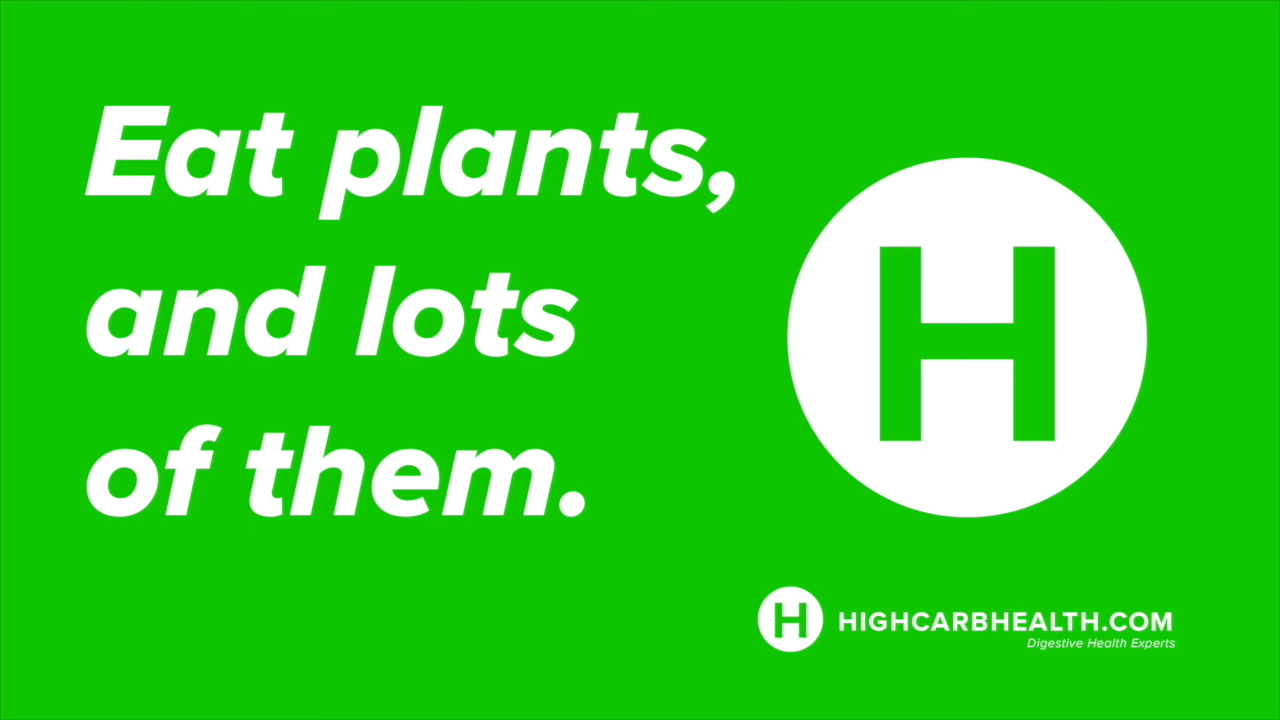 Eat plants,
and lots
of them.
H
H HIGHCARBHEALTH.COM
Digestive Health Experts